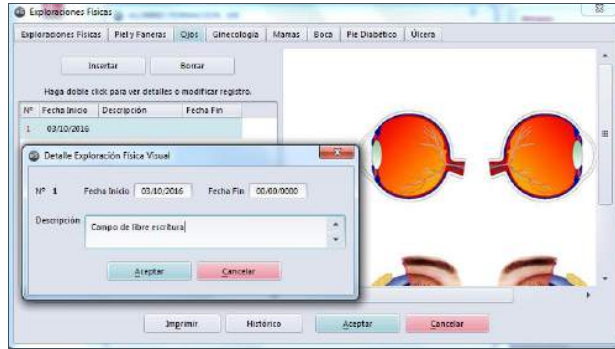 Exploraciones Físicas
Exploraciones Físicas Piel y Faneras Ojos Ginecología Mamas Boca Pie Diabético Úlcera
Insertar Borrar
Haga doble click para ver detalles o modificar registro.
Nº Fecha Inicio Descripción Fecha Fin
1 03/10/2016
Detalle Exploración Física Visual
Nº 1 Fecha Inicio 03/10/2016 Fecha Fin 00/00/0000
Descripción Campo de libre escritura
Aceptar Cancelar
Imprimir Histórico Aceptar Cancelar